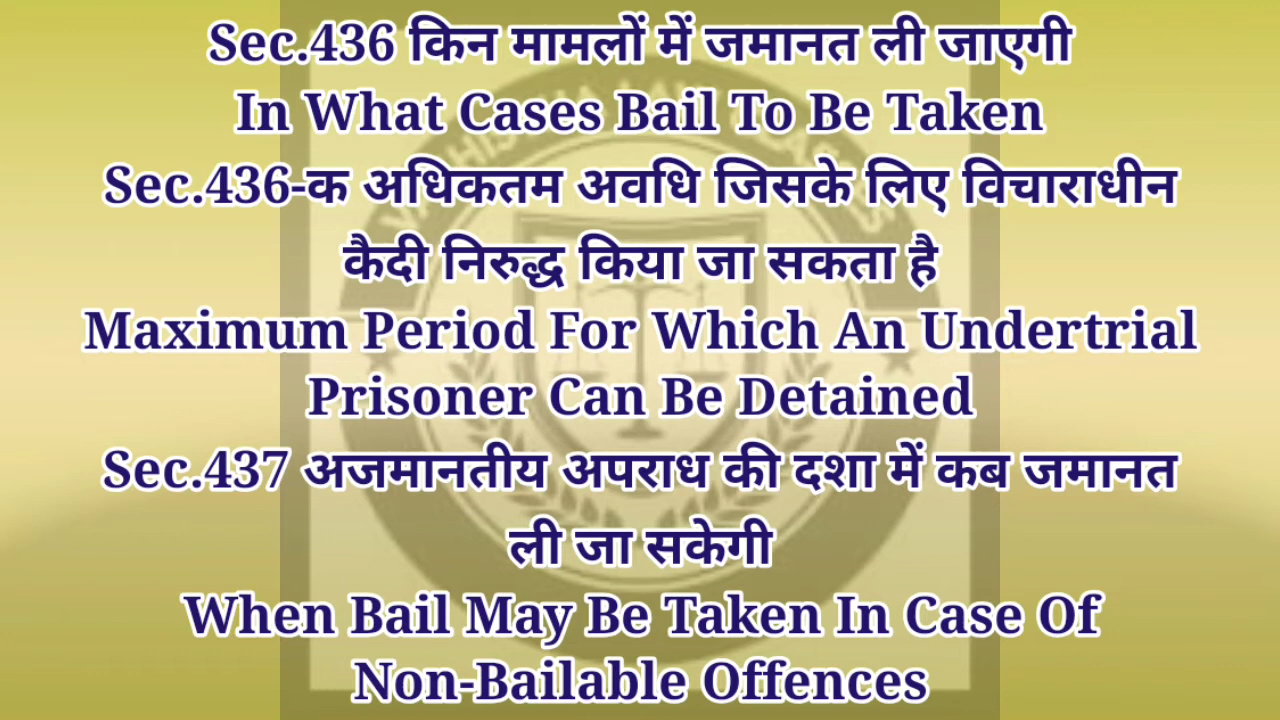 Sec.436 किन मामलों में जमानत ली जाएगी
In What Cases Bail To Be Taken
Sec.436-क अधिकतम अवधि जिसके लिए विचाराधीन
कैदी निरुद्ध किया जा सकता है
Maximum Period For Which An Undertrial
Prisoner Can Be Detained
Sec.437 अजमानतीय अपराध की दशा में कब जमानत
ली जा सकेगी
When Bail May Be Taken In Case Of
Non-Bailable Offences